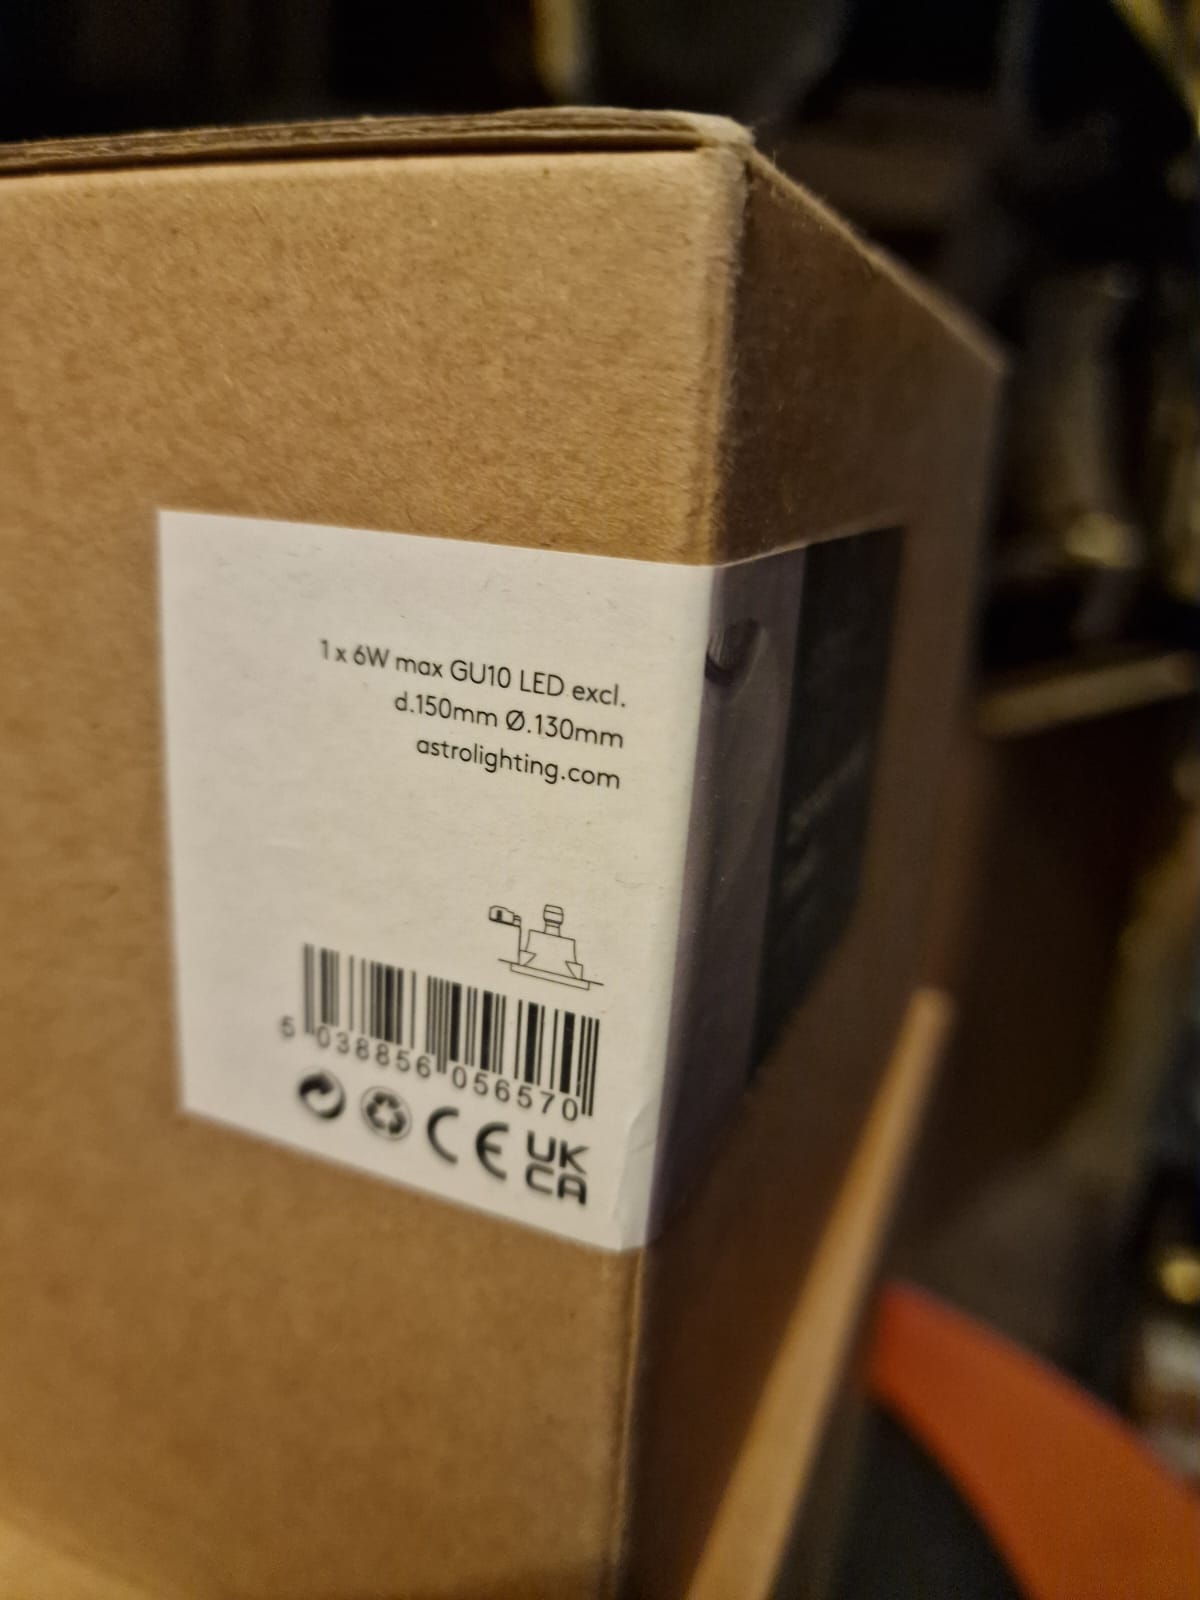 1 x 6W max GU10 LED excl.
d.150mm Ø.130mm
astrolighting.com
5 038856 056570
CE
UK
CA